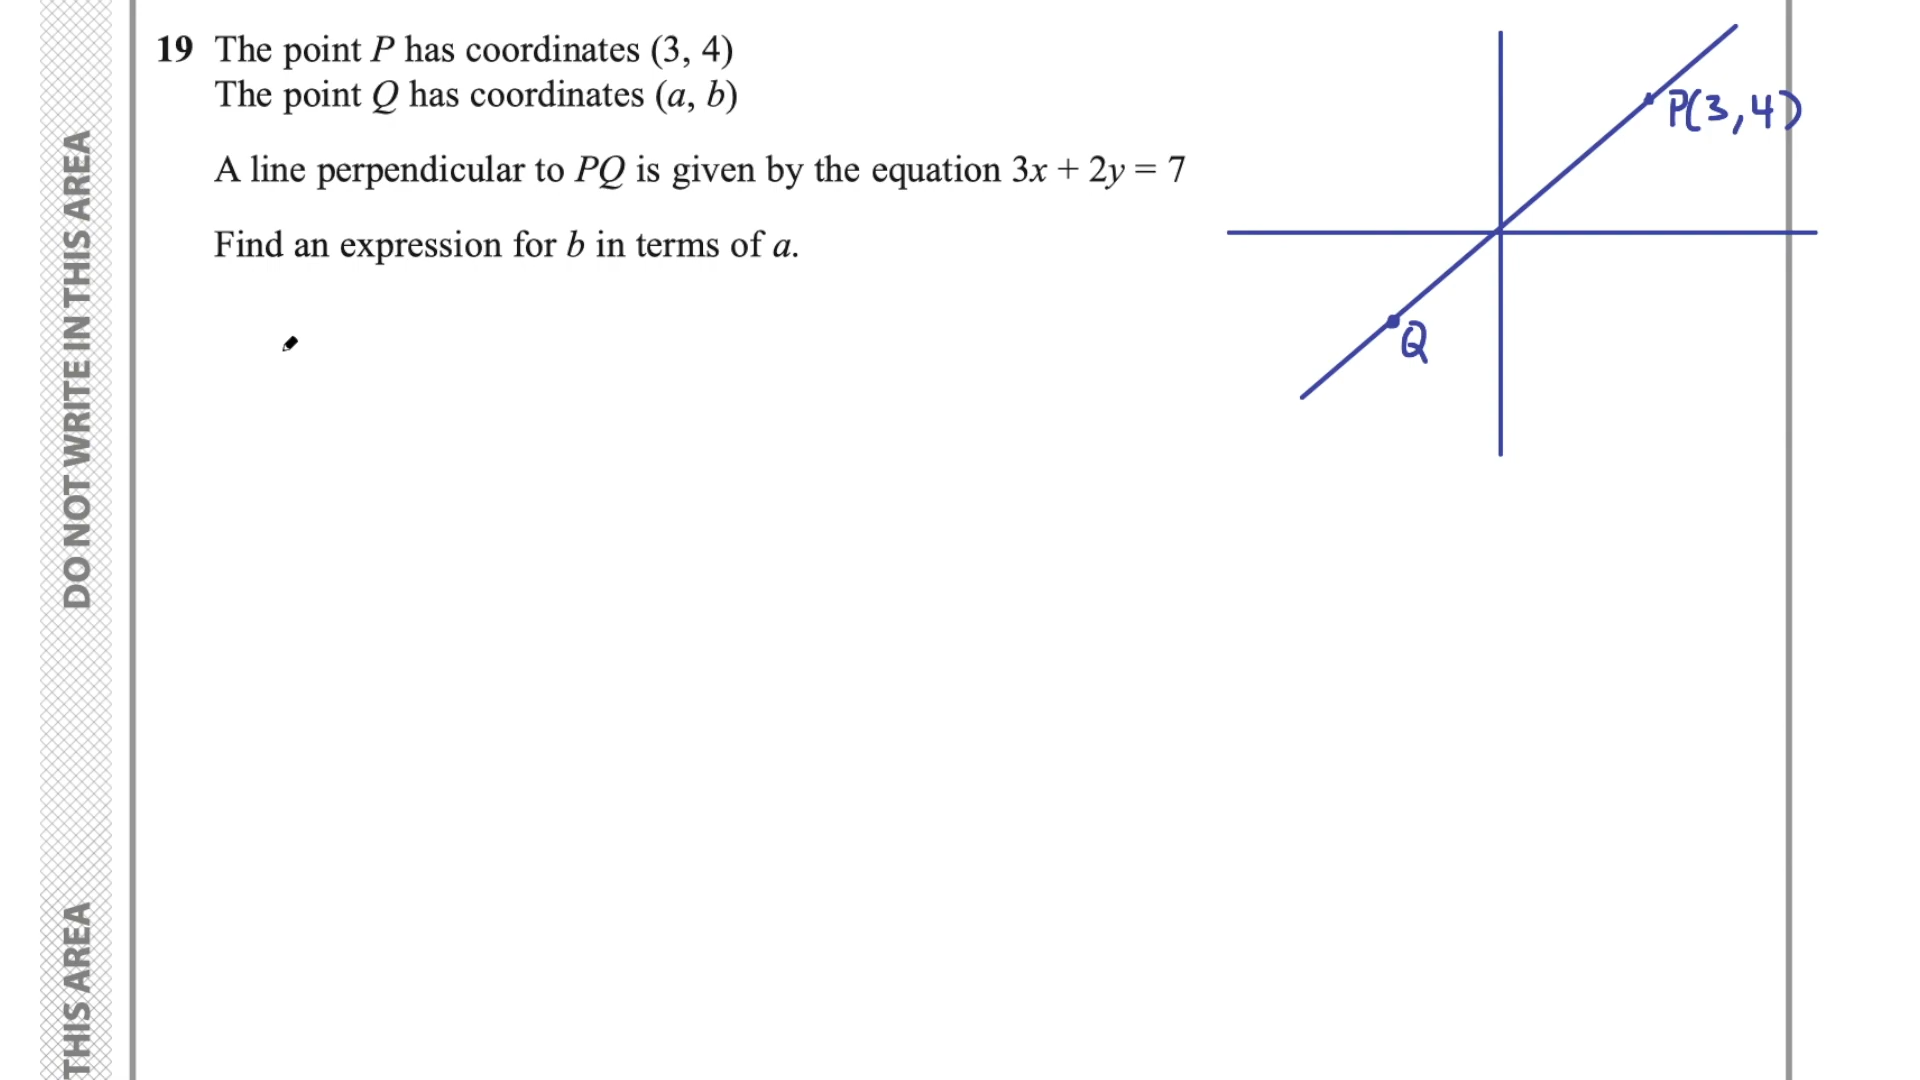 19 The point P has coordinates (3, 4)
The point Q has coordinates (a, b)
A line perpendicular to PQ is given by the equation 3x + 2y = 7
Find an expression for b in terms of a.
P(3,4)
Q
DO NOT WRITE IN THIS AREA
THIS AREA